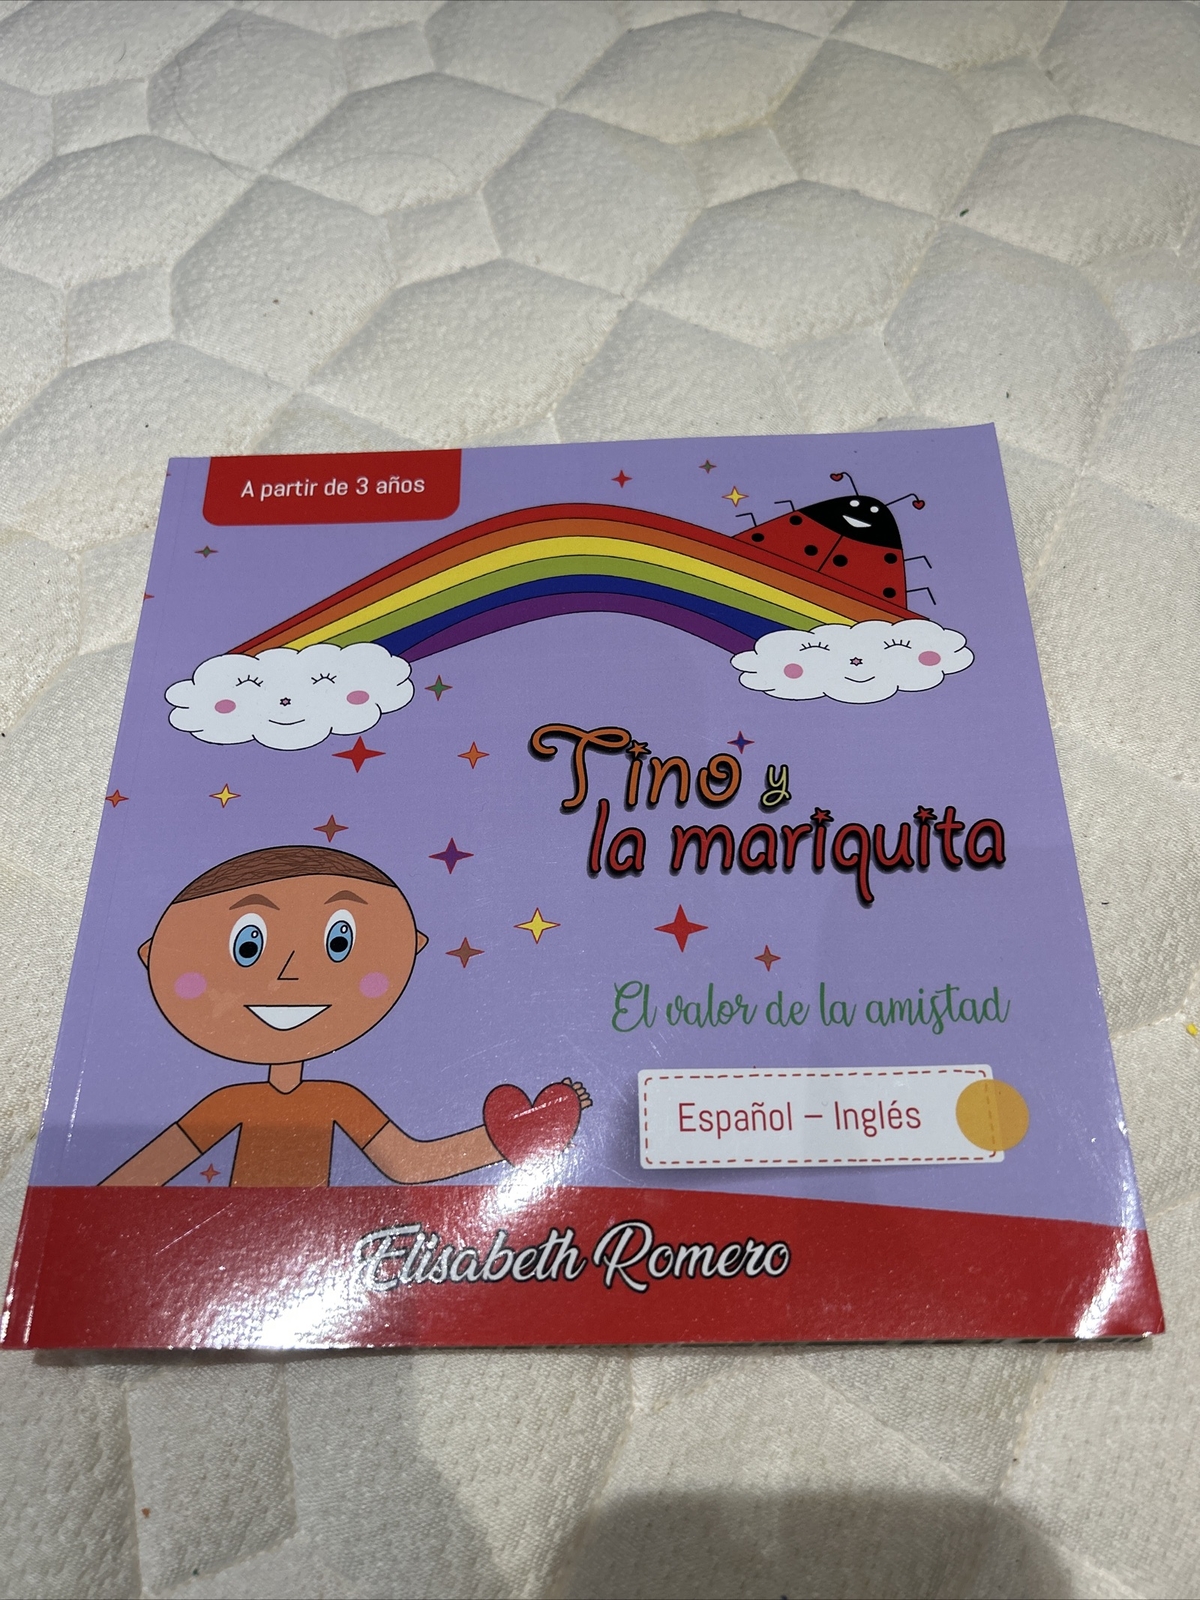 A partir de 3 años
Tino y
la mariquita
El valor de la amistad
Español – Inglés
Elisabeth Romero